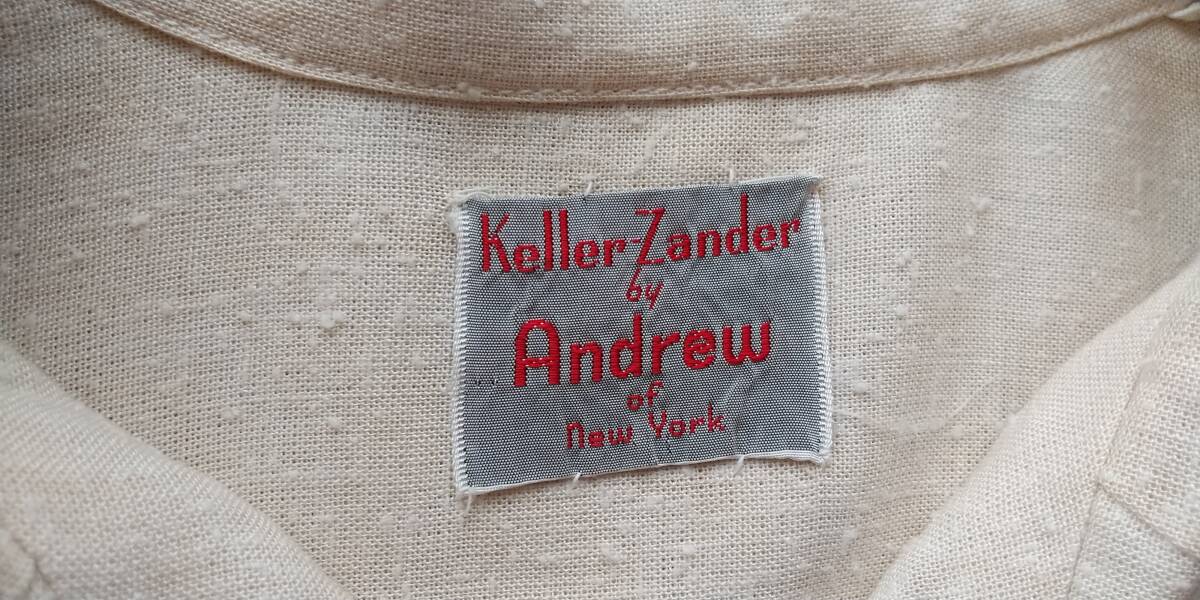 Keller-Zander
by
Andrew
of
New York